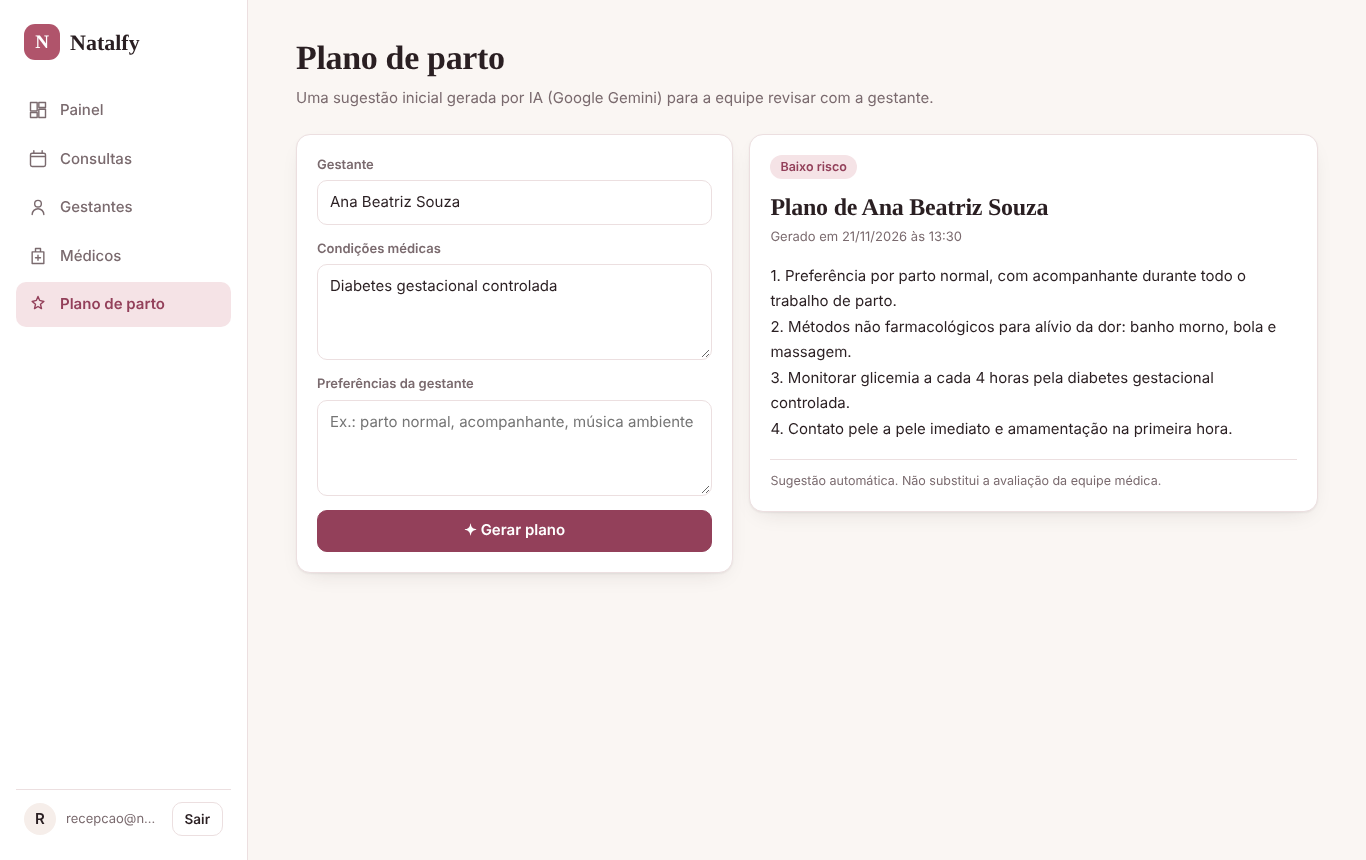 N
Natalfy
Painel
Consultas
Gestantes
Médicos
Plano de parto
R
recepcao@n...
Sair
Plano de parto
Uma sugestão inicial gerada por IA (Google Gemini) para a equipe revisar com a gestante.
Gestante
Ana Beatriz Souza
Condições médicas
Diabetes gestacional controlada
Preferências da gestante
Ex.: parto normal, acompanhante, música ambiente
✦ Gerar plano
Baixo risco
Plano de Ana Beatriz Souza
Gerado em 21/11/2026 às 13:30
1. Preferência por parto normal, com acompanhante durante todo o
trabalho de parto.
2. Métodos não farmacológicos para alívio da dor: banho morno, bola e
massagem.
3. Monitorar glicemia a cada 4 horas pela diabetes gestacional
controlada.
4. Contato pele a pele imediato e amamentação na primeira hora.
Sugestão automática. Não substitui a avaliação da equipe médica.